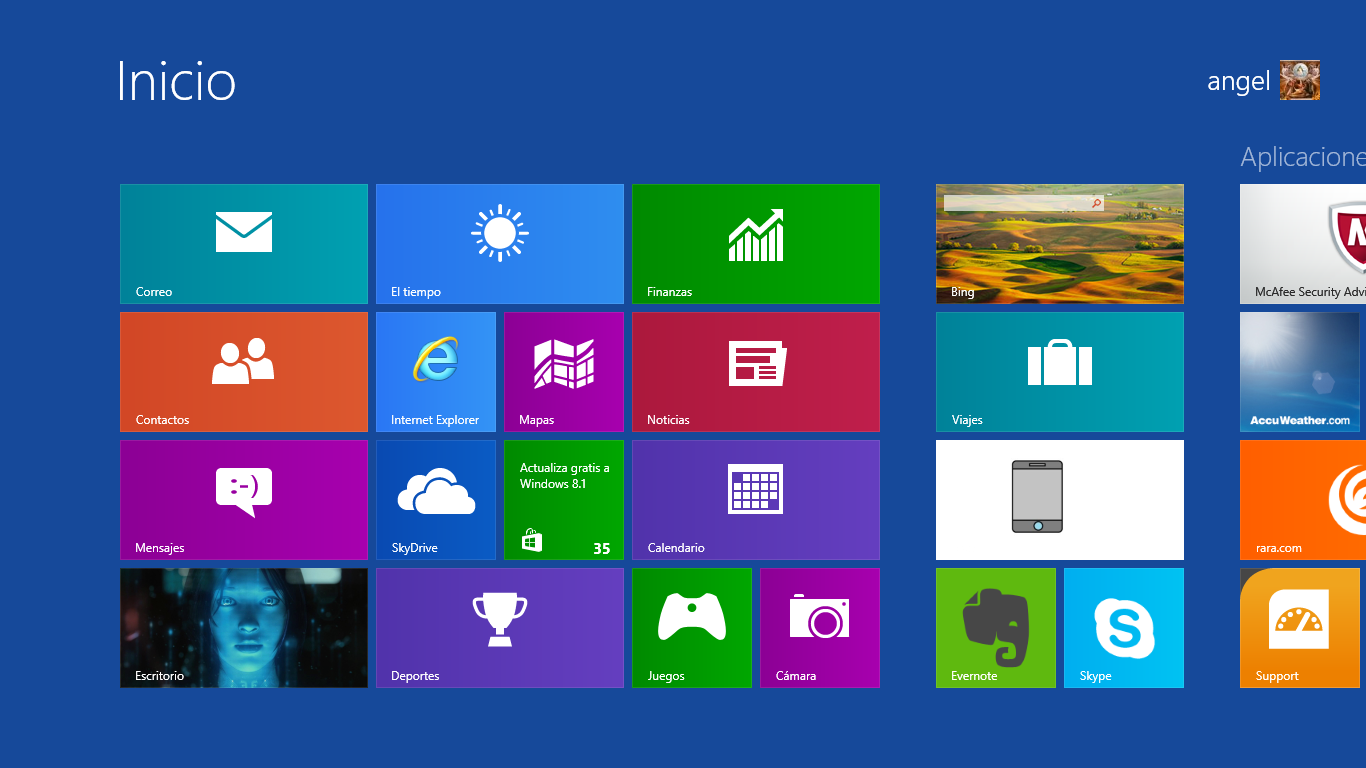 Inicio
angel
Aplicacione
Correo
El tiempo
Finanzas
Bing
McAfee Security Advi
Contactos
Internet Explorer
Mapas
Noticias
Viajes
AccuWeather.com
Mensajes
SkyDrive
Actualiza gratis a
Windows 8.1
35
Calendario
rara.com
Escritorio
Deportes
Juegos
Cámara
Evernote
Skype
Support